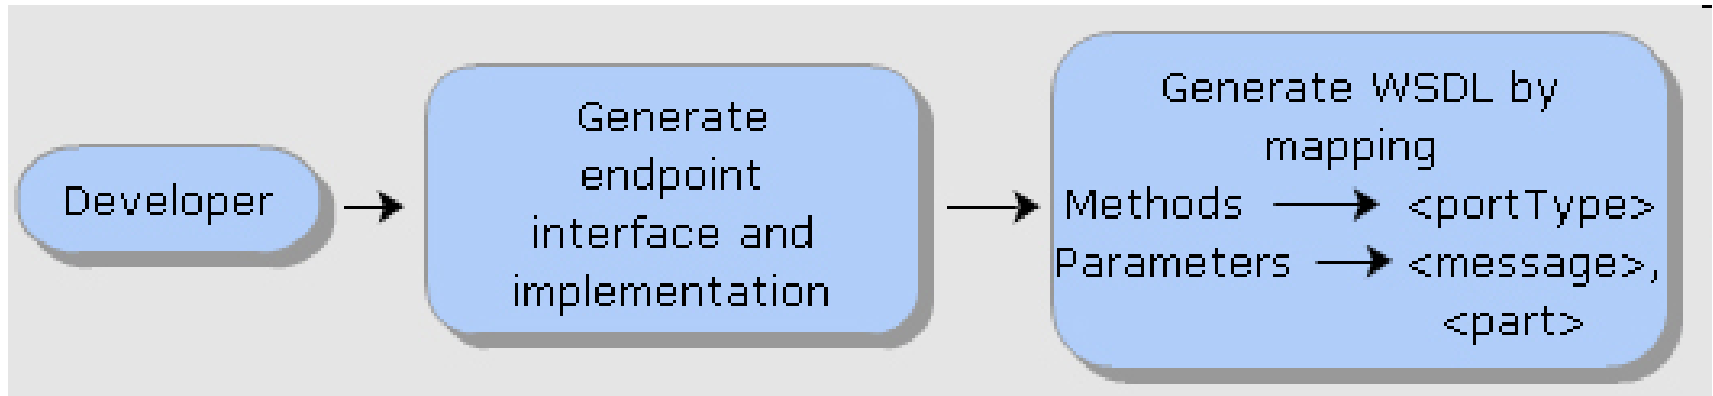 Developer
Generate
endpoint
interface and
implementation
Generate WSDL by
mapping
Methods <portType>
Parameters <message>,
<part>